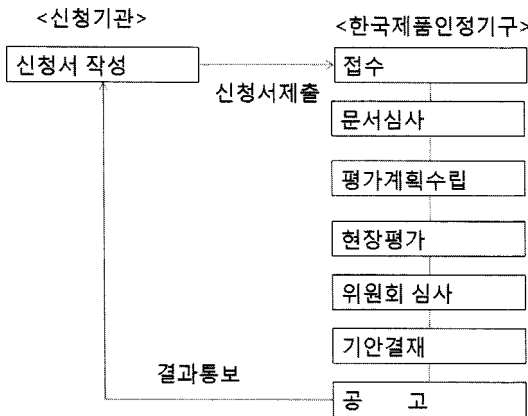 <신청기관>
<한국제품인정기구>
신청서 작성
접수
신청서제출
문서심사
평가계획수립
현장평가
위원회 심사
기안결재
결과통보
공 고